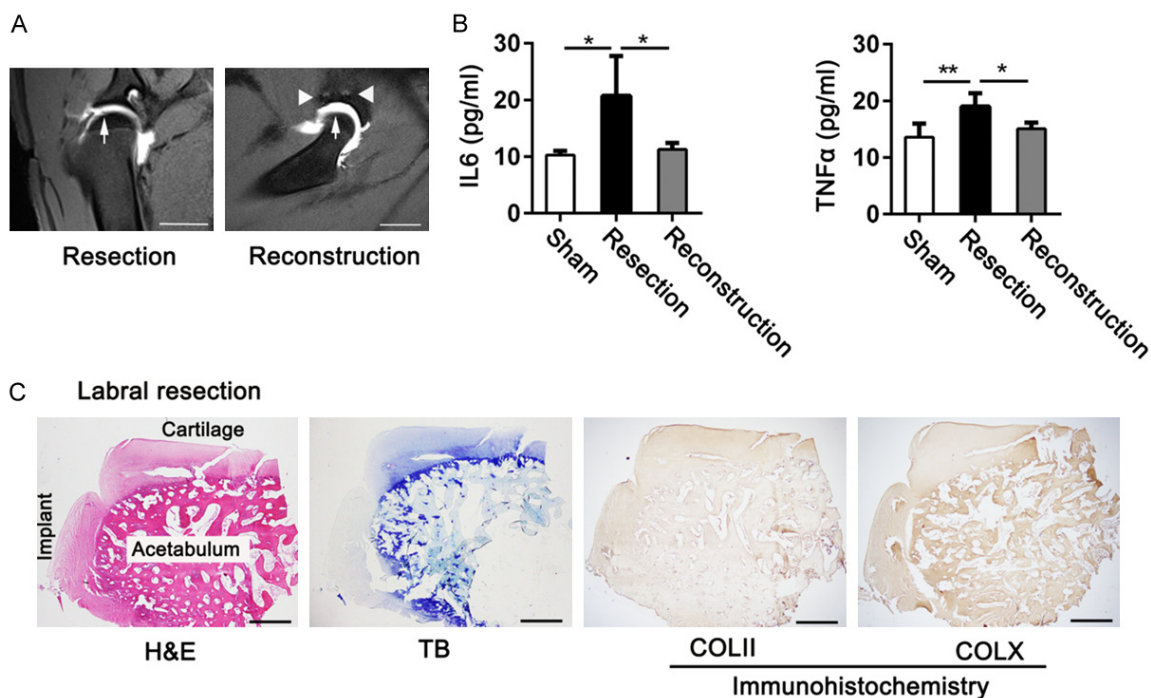 A
Resection
Reconstruction
B
IL6 (pg/ml)
30
20
10
0
*
*
Sham
Resection
Reconstruction
TNFα (pg/ml)
30
20
10
0
**
*
Sham
Resection
Reconstruction
C
Labral resection
Cartilage
Implant
Acetabulum
H&E
TB
COLII
COLX
Immunohistochemistry